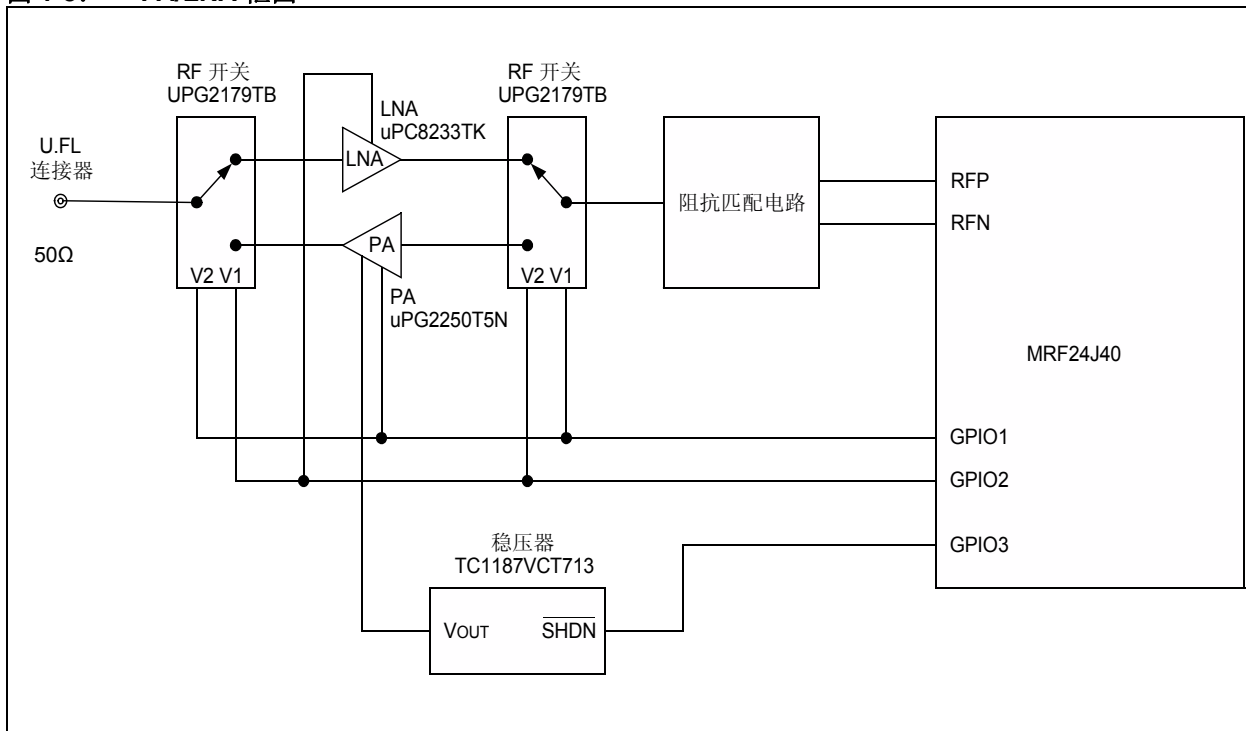 RF 开关
UPG2179TB
RF 开关
UPG2179TB
LNA
uPC8233TK
U.FL
连接器
50Ω
LNA
PA
V2 V1
V2 V1
PA
uPG2250T5N
阻抗匹配电路
RFP
RFN
MRF24J40
GPIO1
GPIO2
GPIO3
稳压器
TC1187VCT713
VOUT
SHDN